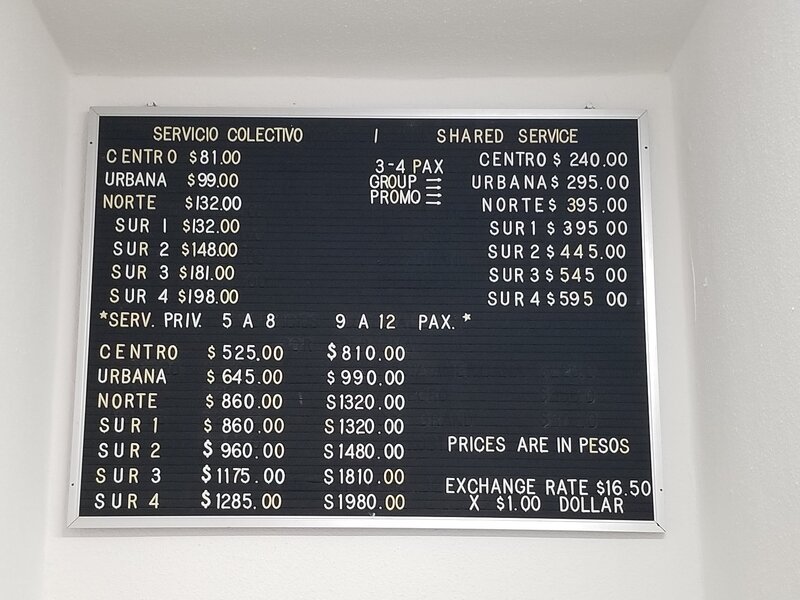 SERVICIO COLECTIVO / SHARED SERVICE
CENTRO $81.00 3-4 PAX CENTRO $ 240.00
URBANA $99.00 GROUP → URBANA $ 295.00
NORTE $132.00 PROMO → NORTE $ 395.00
SUR 1 $132.00 SUR 1 $ 395 00
SUR 2 $148.00 SUR 2 $ 445.00
SUR 3 $181.00 SUR 3 $ 545 00
SUR 4 $198.00 SUR 4 $ 595 00
*SERV. PRIV. 5 A 8 9 A 12 PAX. *
CENTRO $ 525.00 $ 810.00
URBANA $ 645.00 $ 990.00
NORTE $ 860.00 S1320.00
SUR 1 $ 860.00 S1320.00
SUR 2 $ 960.00 S1480.00
SUR 3 $1175.00 S1810.00
SUR 4 $1285.00 S1980.00
PRICES ARE IN PESOS
EXCHANGE RATE $16.50
X $1.00 DOLLAR